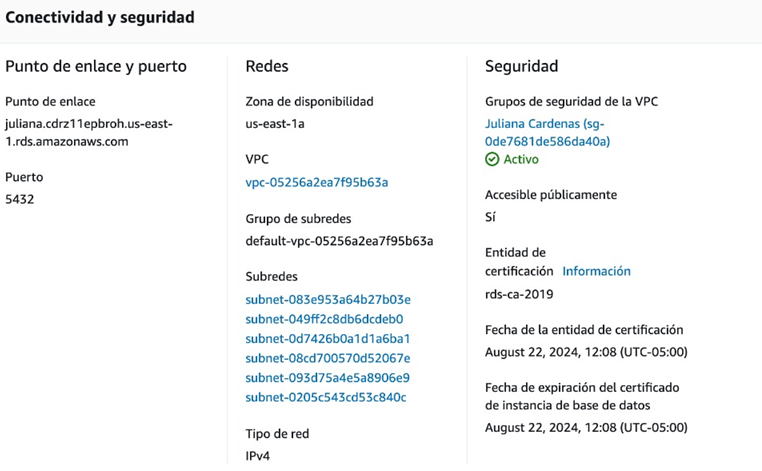 Conectividad y seguridad
Punto de enlace y puerto
Punto de enlace
juliana.cdrz11epbroh.us-east-
1.rds.amazonaws.com
Puerto
5432
Redes
Zona de disponibilidad
us-east-1a
VPC
vpc-05256a2ea7f95b63a
Grupo de subredes
default-vpc-05256a2ea7f95b63a
Subredes
subnet-083e953a64b27b03e
subnet-049ff2c8db6dcdeb0
subnet-0d7426b0a1d1a6ba1
subnet-08cd700570d52067e
subnet-093d75a4e5a8906e9
subnet-0205c543cd53c840c
Tipo de red
IPv4
Seguridad
Grupos de seguridad de la VPC
Juliana Cardenas (sg-
0de7681de586da40a)
Activo
Accesible públicamente
Sí
Entidad de
certificación Información
rds-ca-2019
Fecha de la entidad de certificación
August 22, 2024, 12:08 (UTC-05:00)
Fecha de expiración del certificado
de instancia de base de datos
August 22, 2024, 12:08 (UTC-05:00)